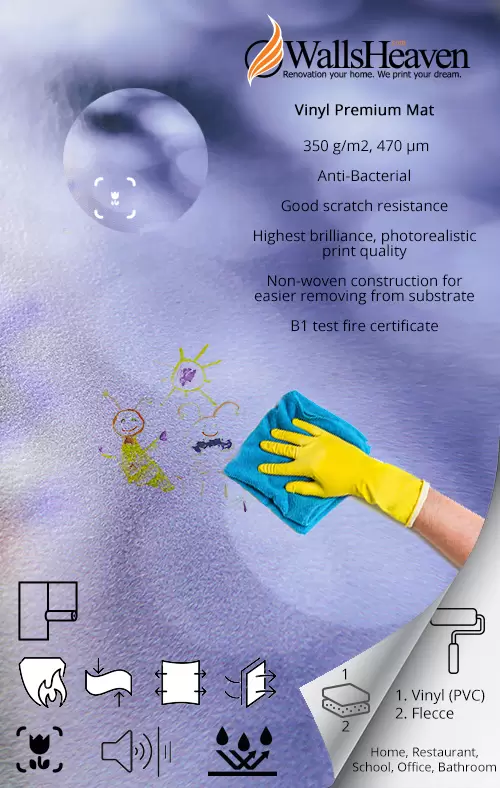 WallsHeaven
Renovation your home. We print your dream.
Vinyl Premium Mat
350 g/m2, 470 µm
Anti-Bacterial
Good scratch resistance
Highest brilliance, photorealistic
print quality
Non-woven construction for
easier removing from substrate
B1 test fire certificate
1
2
1. Vinyl (PVC)
2. Flecce
Home, Restaurant,
School, Office, Bathroom